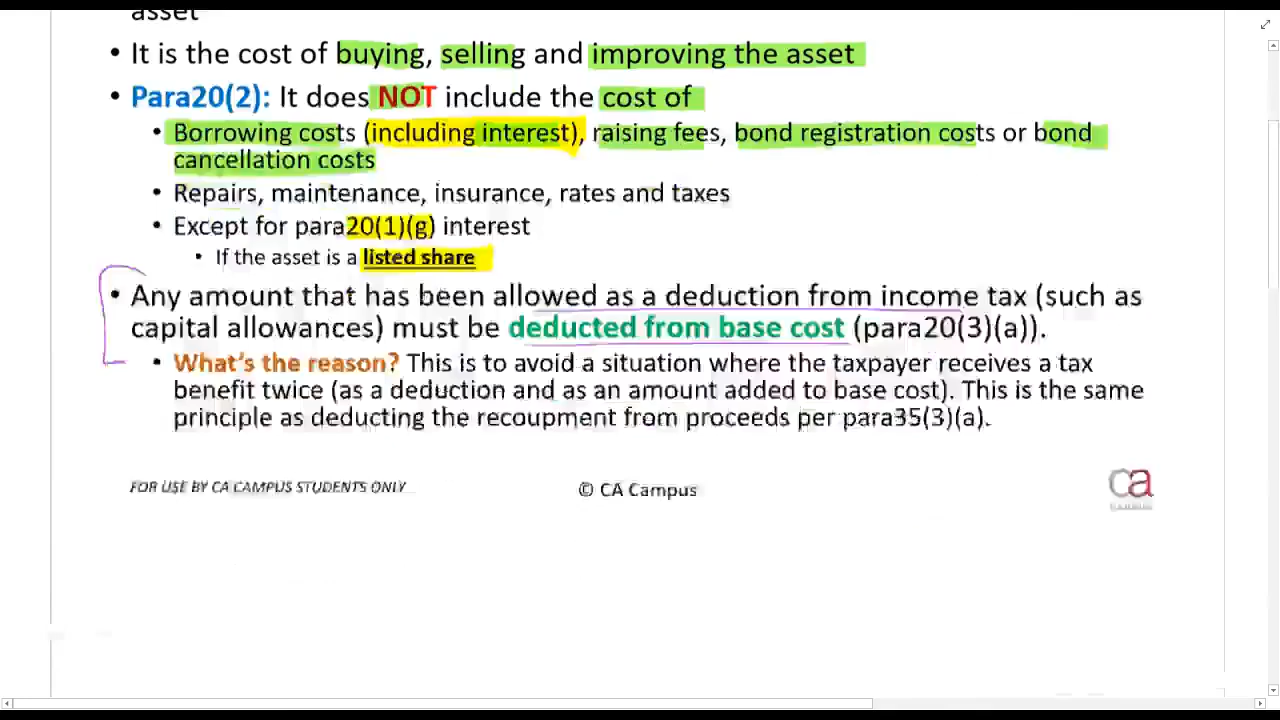 asset
• It is the cost of buying, selling and improving the asset
• Para20(2): It does NOT include the cost of
• Borrowing costs (including interest), raising fees, bond registration costs or bond
cancellation costs
• Repairs, maintenance, insurance, rates and taxes
• Except for para20(1)(g) interest
• If the asset is a listed share
• Any amount that has been allowed as a deduction from income tax (such as
capital allowances) must be deducted from base cost (para20(3)(a)).
• What's the reason? This is to avoid a situation where the taxpayer receives a tax
benefit twice (as a deduction and as an amount added to base cost). This is the same
principle as deducting the recoupment from proceeds per para35(3)(a).
FOR USE BY CA CAMPUS STUDENTS ONLY
© CA Campus
ca